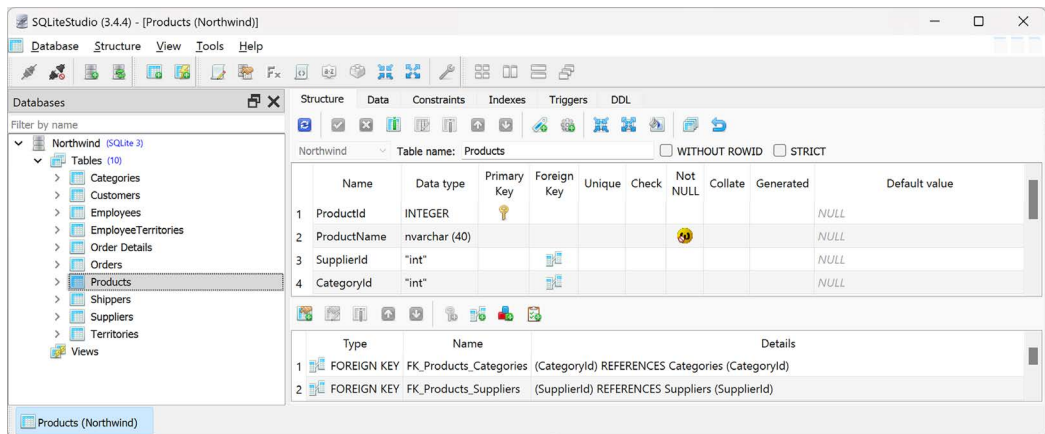 SQLiteStudio (3.4.4) - [Products (Northwind)]
Database Structure View Tools Help
Databases
Filter by name
Northwind (SQLite 3)
Tables (10)
Categories
Customers
Employees
EmployeeTerritories
Order Details
Orders
Products
Shippers
Suppliers
Territories
Views
Structure Data Constraints Indexes Triggers DDL
Northwind Table name: Products WITHOUT ROWID STRICT
Name Data type Primary Key Foreign Key Unique Check Not NULL Collate Generated Default value
1 ProductId INTEGER NULL
2 ProductName nvarchar (40) NULL
3 SupplierId "int" NULL
4 CategoryId "int" NULL
Type Name Details
1 FOREIGN KEY FK_Products_Categories (CategoryId) REFERENCES Categories (CategoryId)
2 FOREIGN KEY FK_Products_Suppliers (SupplierId) REFERENCES Suppliers (SupplierId)
Products (Northwind)